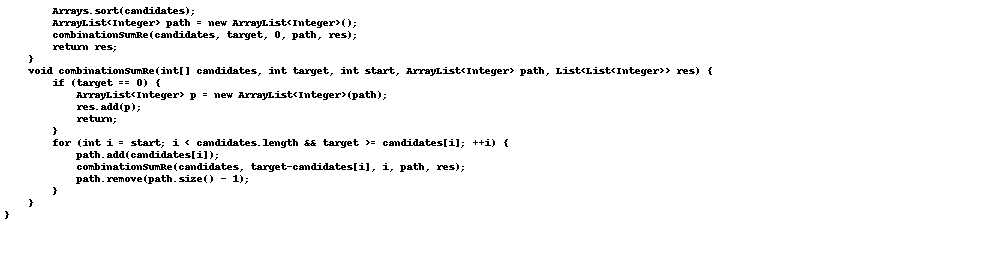 Arrays.sort(candidates);
ArrayList<Integer> path = new ArrayList<Integer>();
combinationSumRe(candidates, target, 0, path, res);
return res;
}
void combinationSumRe(int[] candidates, int target, int start, ArrayList<Integer> path, List<List<Integer>> res) {
if (target == 0) {
ArrayList<Integer> p = new ArrayList<Integer>(path);
res.add(p);
return;
}
for (int i = start; i < candidates.length && target >= candidates[i]; ++i) {
path.add(candidates[i]);
combinationSumRe(candidates, target-candidates[i], i, path, res);
path.remove(path.size() - 1);
}
}
}